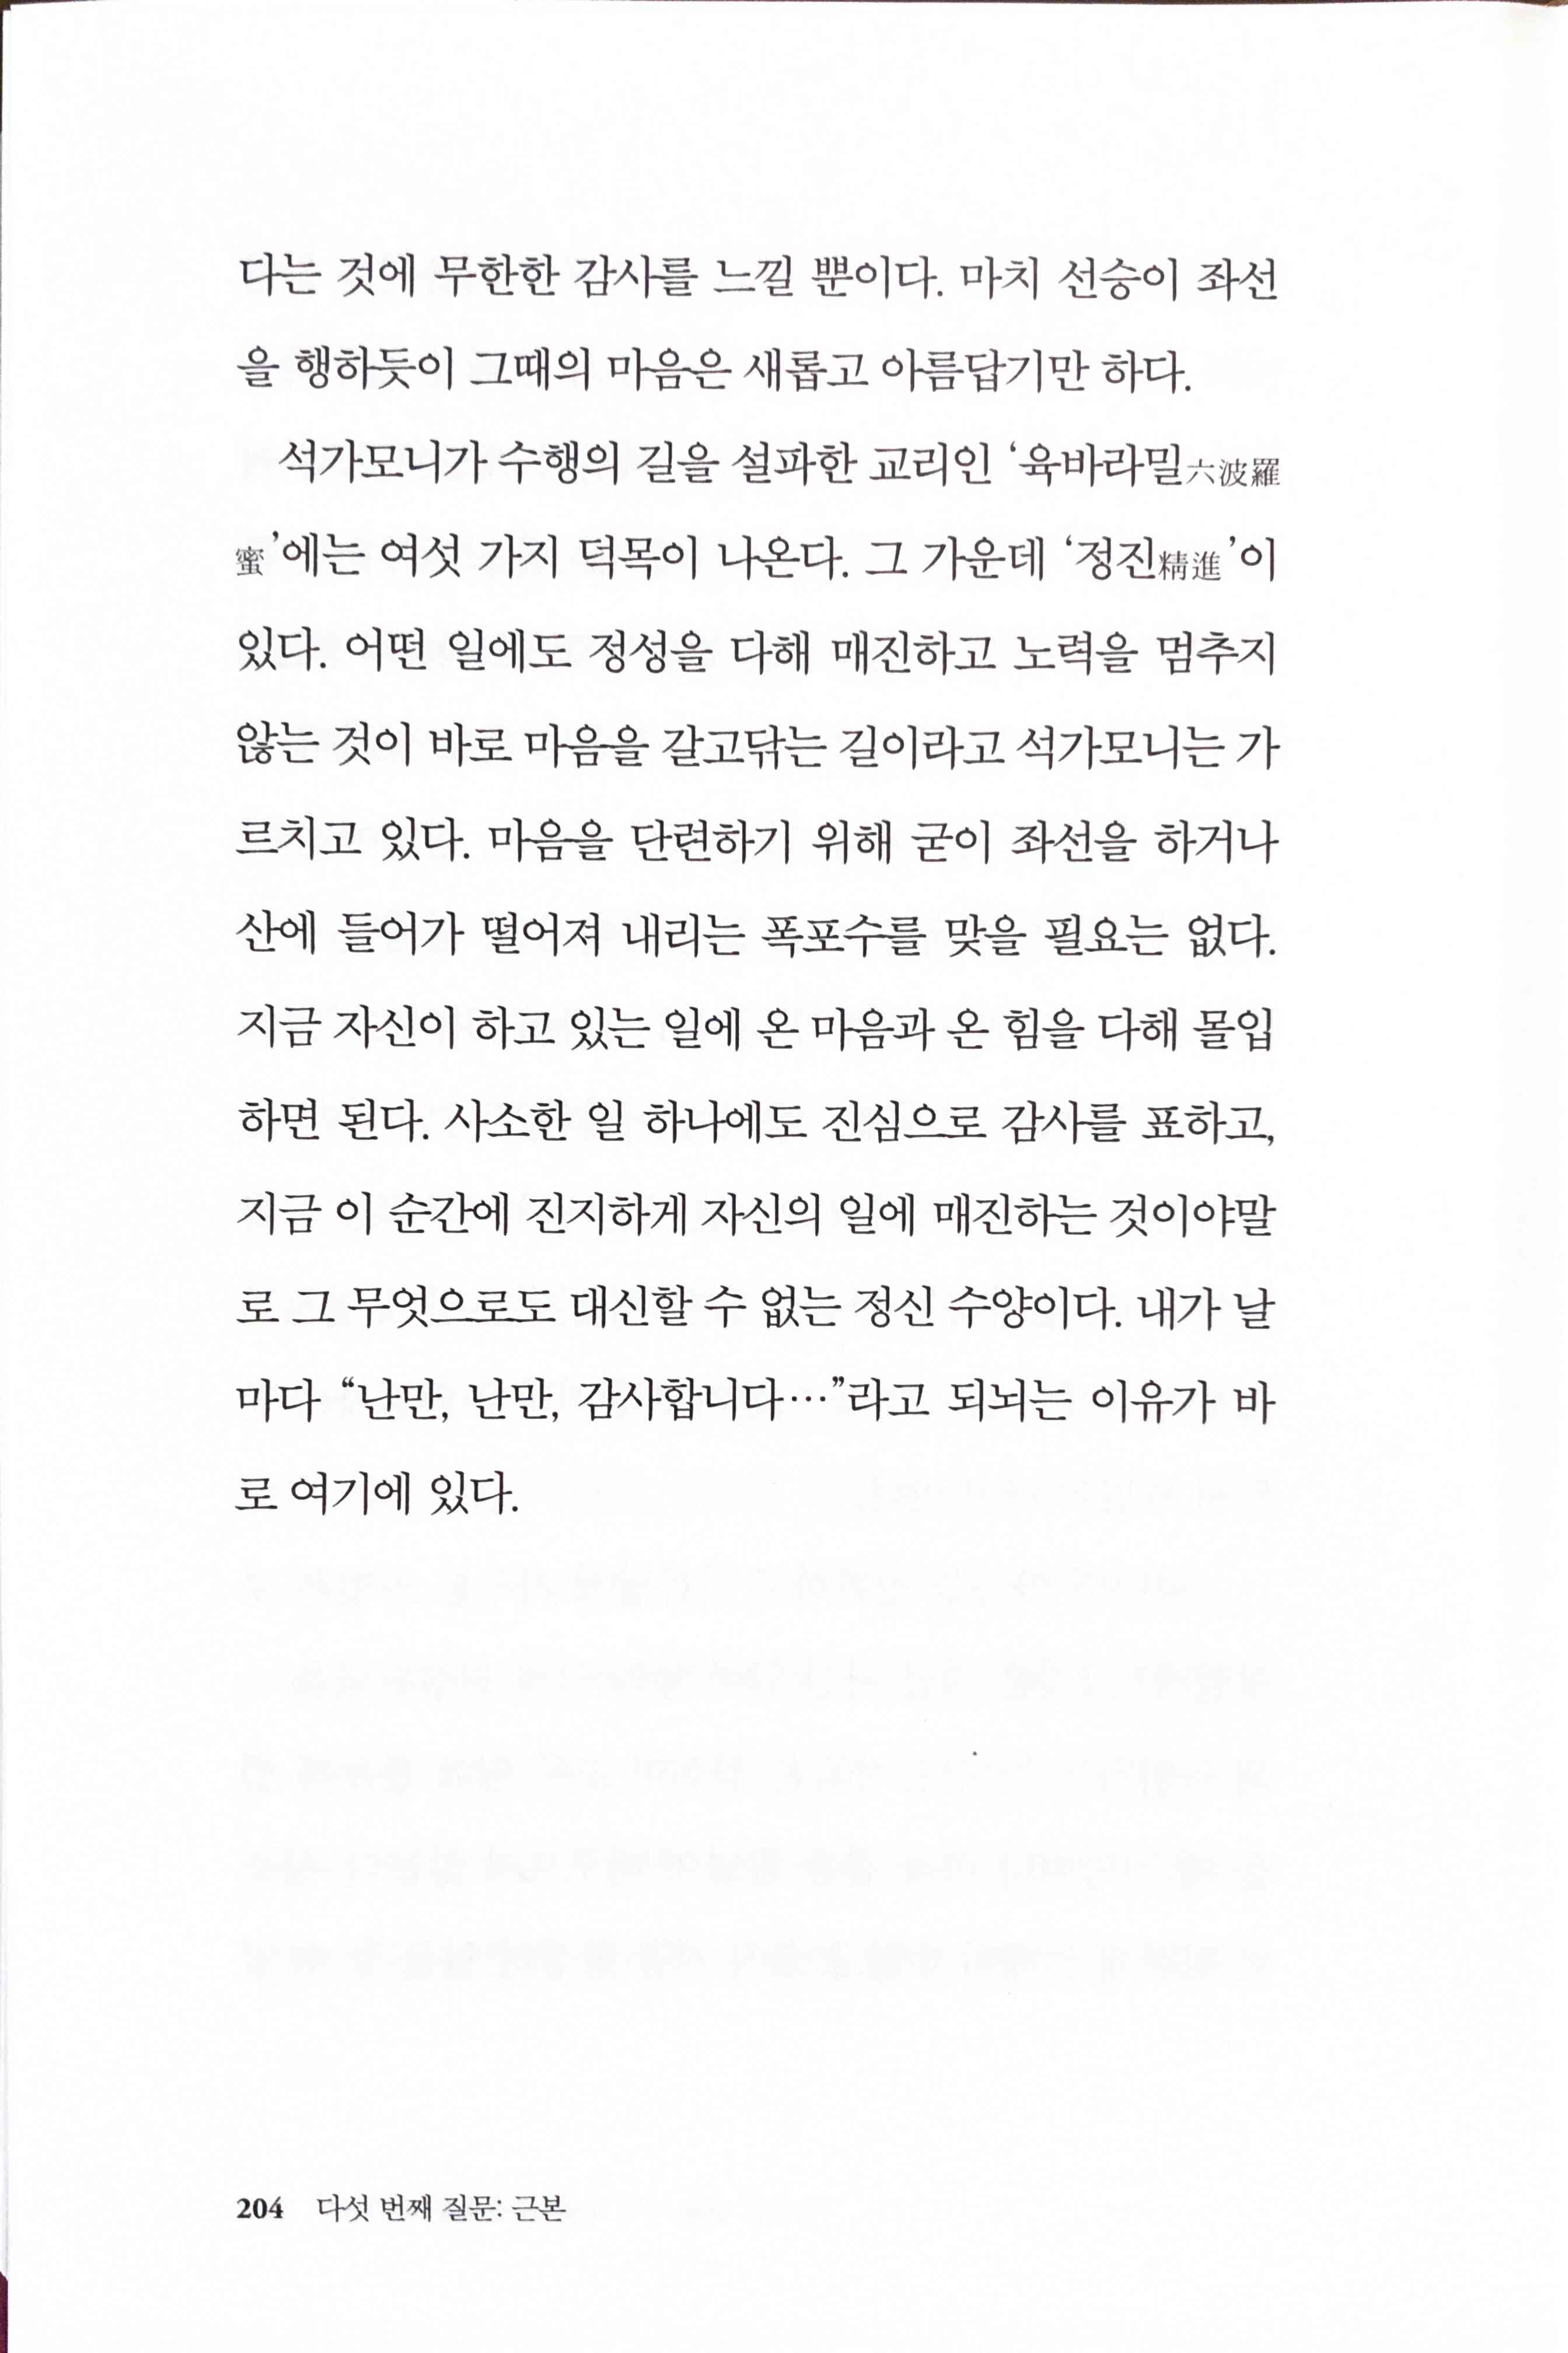 다는 것에 무한한 감사를 느낄 뿐이다. 마치 선승이 좌선
을 행하듯이 그때의 마음은 새롭고 아름답기만 하다.
석가모니가 수행의 길을 설파한 교리인 ‘육바라밀六波羅
蜜’에는 여섯 가지 덕목이 나온다. 그 가운데 ‘정진精進’이
있다. 어떤 일에도 정성을 다해 매진하고 노력을 멈추지
않는 것이 바로 마음을 갈고닦는 길이라고 석가모니는 가
르치고 있다. 마음을 단련하기 위해 굳이 좌선을 하거나
산에 들어가 떨어져 내리는 폭포수를 맞을 필요는 없다.
지금 자신이 하고 있는 일에 온 마음과 온 힘을 다해 몰입
하면 된다. 사소한 일 하나에도 진심으로 감사를 표하고,
지금 이 순간에 진지하게 자신의 일에 매진하는 것이야말
로 그 무엇으로도 대신할 수 없는 정신 수양이다. 내가 날
마다 “난만, 난만, 감사합니다…”라고 되뇌는 이유가 바
로 여기에 있다.
204 다섯 번째 질문: 근본